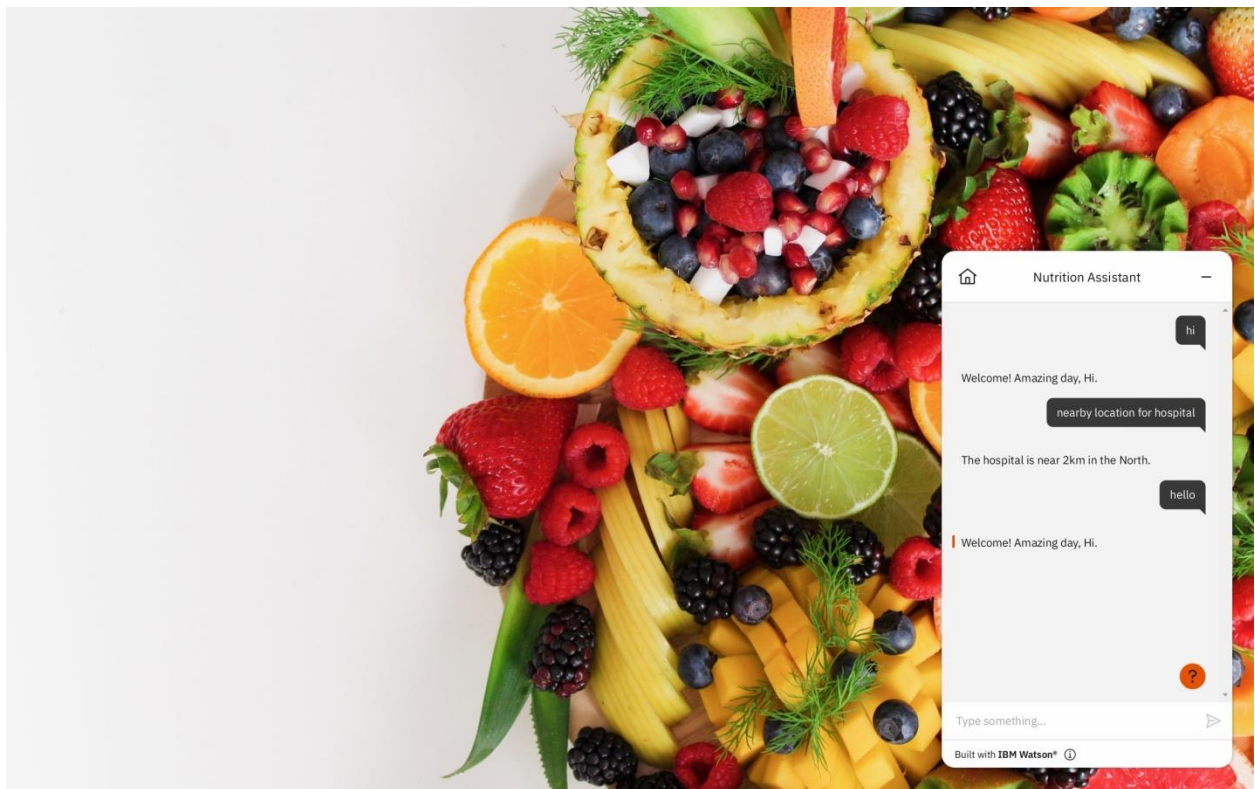 Nutrition Assistant
hi
Welcome! Amazing day, Hi.
nearby location for hospital
The hospital is near 2km in the North.
hello
Welcome! Amazing day, Hi.
?
Type something...
Built with IBM Watson®